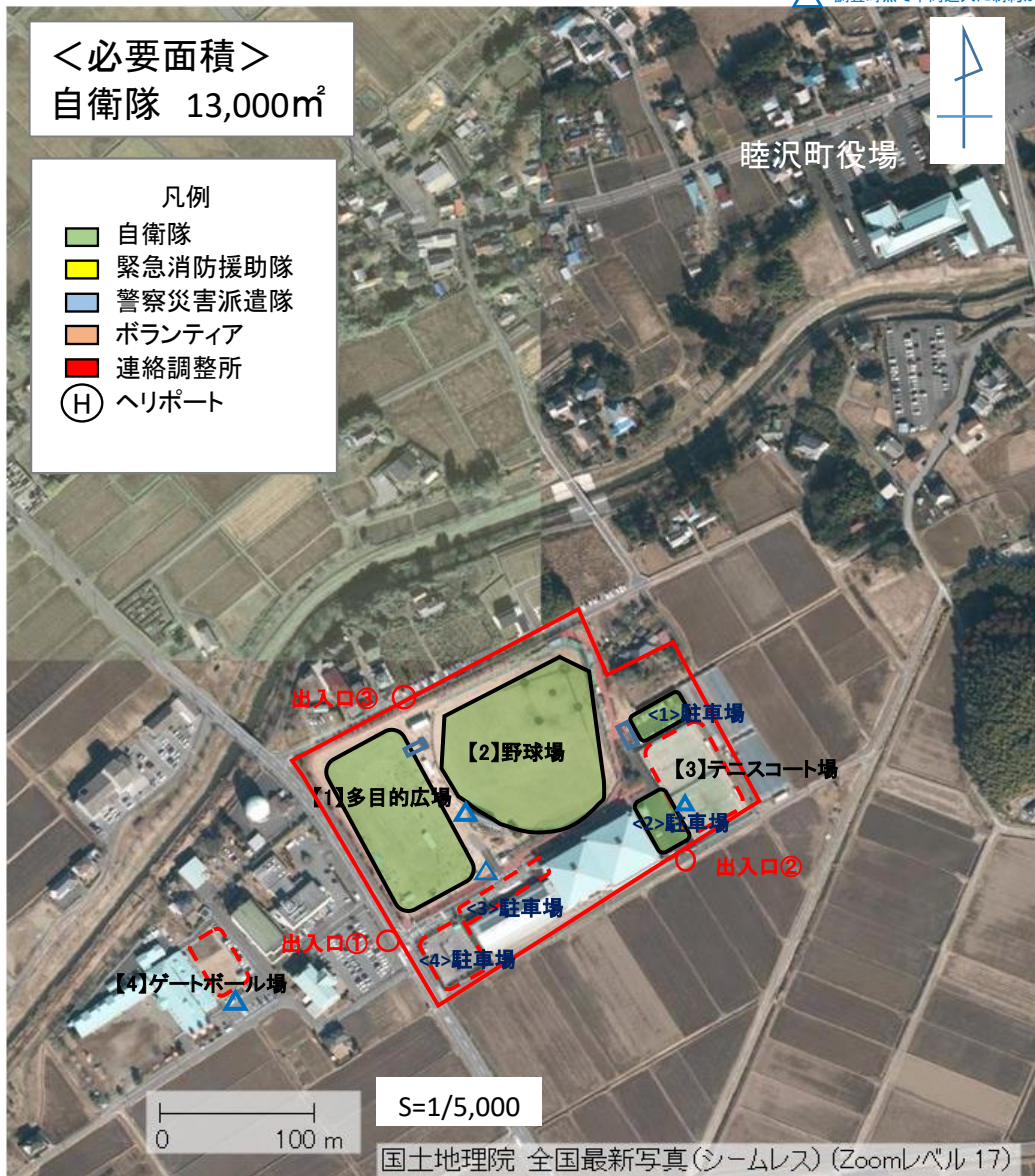 ＜必要面積＞
自衛隊 13,000㎡
凡例
自衛隊
緊急消防援助隊
警察災害派遣隊
ボランティア
連絡調整所
H ヘリポート
睦沢町役場
出入口③
<1>駐車場
【2】野球場
【3】テニスコート場
【1】多目的広場
<2>駐車場
出入口②
<3>駐車場
出入口①
<4>駐車場
【4】ゲートボール場
S=1/5,000
0 100 m
国土地理院 全国最新写真(シームレス) (Zoomレベル 17)